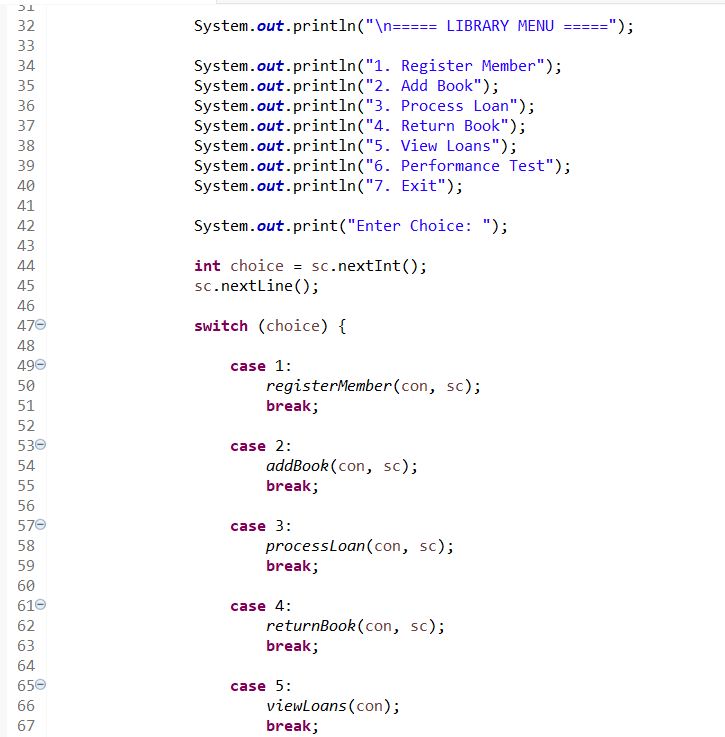 31
32 System.out.println("\n===== LIBRARY MENU =====");
33
34 System.out.println("1. Register Member");
35 System.out.println("2. Add Book");
36 System.out.println("3. Process Loan");
37 System.out.println("4. Return Book");
38 System.out.println("5. View Loans");
39 System.out.println("6. Performance Test");
40 System.out.println("7. Exit");
41
42 System.out.print("Enter Choice: ");
43
44 int choice = sc.nextInt();
45 sc.nextLine();
46
47 switch (choice) {
48
49 case 1:
50 registerMember(con, sc);
51 break;
52
53 case 2:
54 addBook(con, sc);
55 break;
56
57 case 3:
58 processLoan(con, sc);
59 break;
60
61 case 4:
62 returnBook(con, sc);
63 break;
64
65 case 5:
66 viewLoans(con);
67 break;